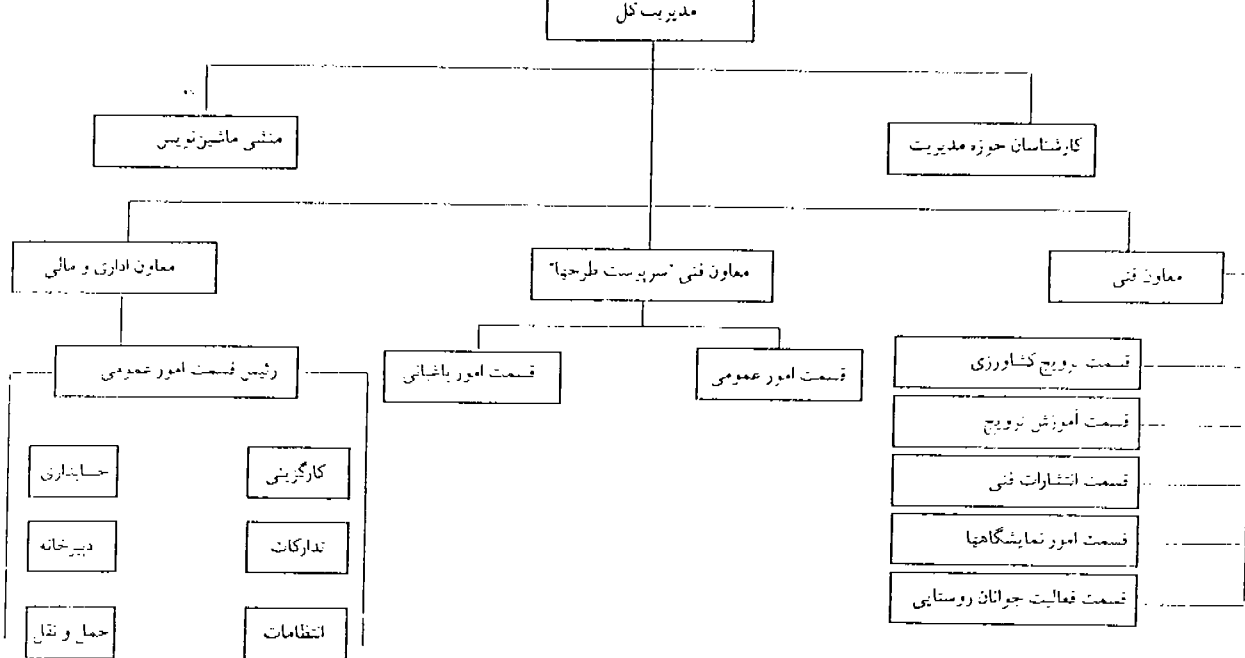 مدیریت کل
کارشناسان حوزه مدیریت
منشی ماشین‌نویس
معاون فنی
معاون فنی "سرپرست طرحها"
معاون اداری و مالی
قسمت ترویج کشاورزی
قسمت آموزش ترویج
قسمت انتشارات فنی
قسمت امور نمایشگاهها
قسمت فعالیت جوانان روستایی
قسمت امور عمومی
قسمت امور باغبانی
رئیس قسمت امور عمومی
کارگزینی
حسابداری
تدارکات
دبیرخانه
انتظامات
حمل و نقل